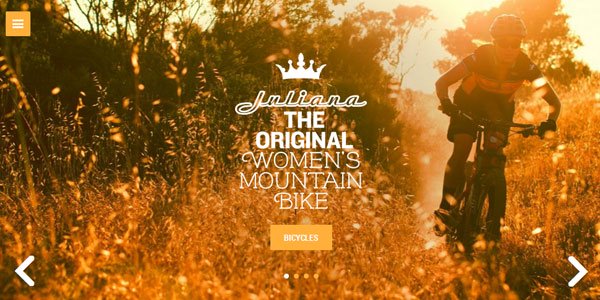 Juliana
THE
ORIGINAL
WOMEN'S
MOUNTAIN
BIKE
BICYCLES